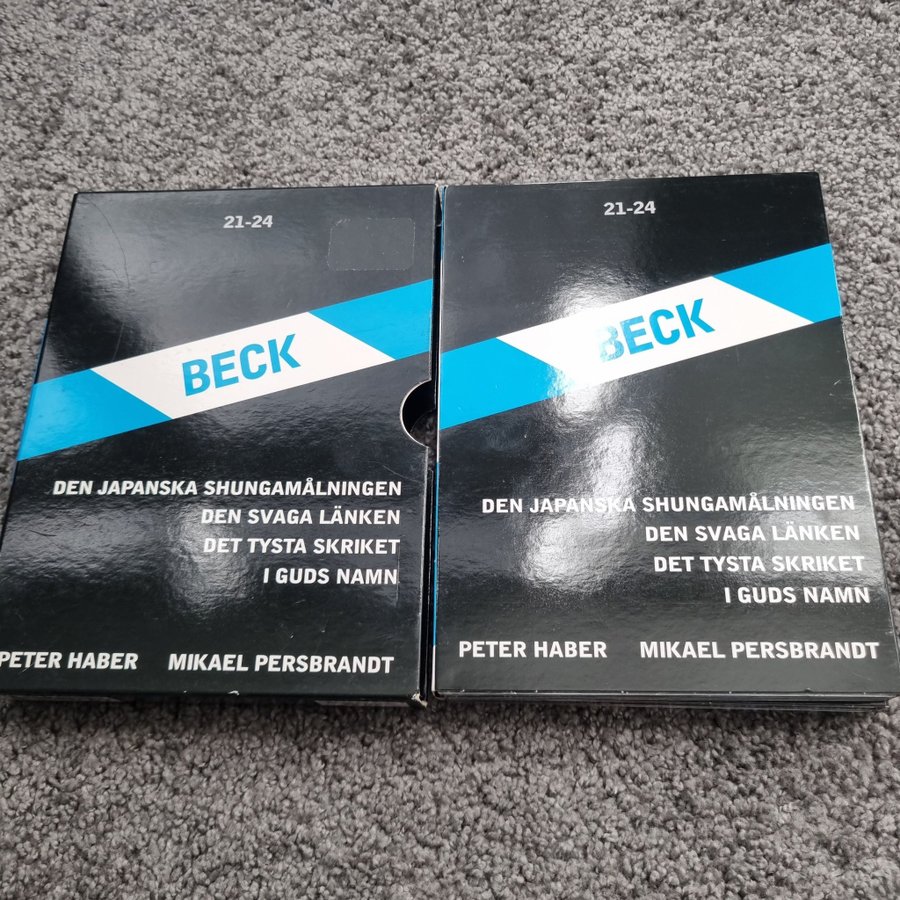 21-24
BECK
DEN JAPANSKA SHUNGAMÅLNINGEN
DEN SVAGA LÄNKEN
DET TYSTA SKRIKET
I GUDS NAMN
PETER HABER MIKAEL PERSBRANDT
21-24
BECK
DEN JAPANSKA SHUNGAMÅLNINGEN
DEN SVAGA LÄNKEN
DET TYSTA SKRIKET
I GUDS NAMN
PETER HABER MIKAEL PERSBRANDT